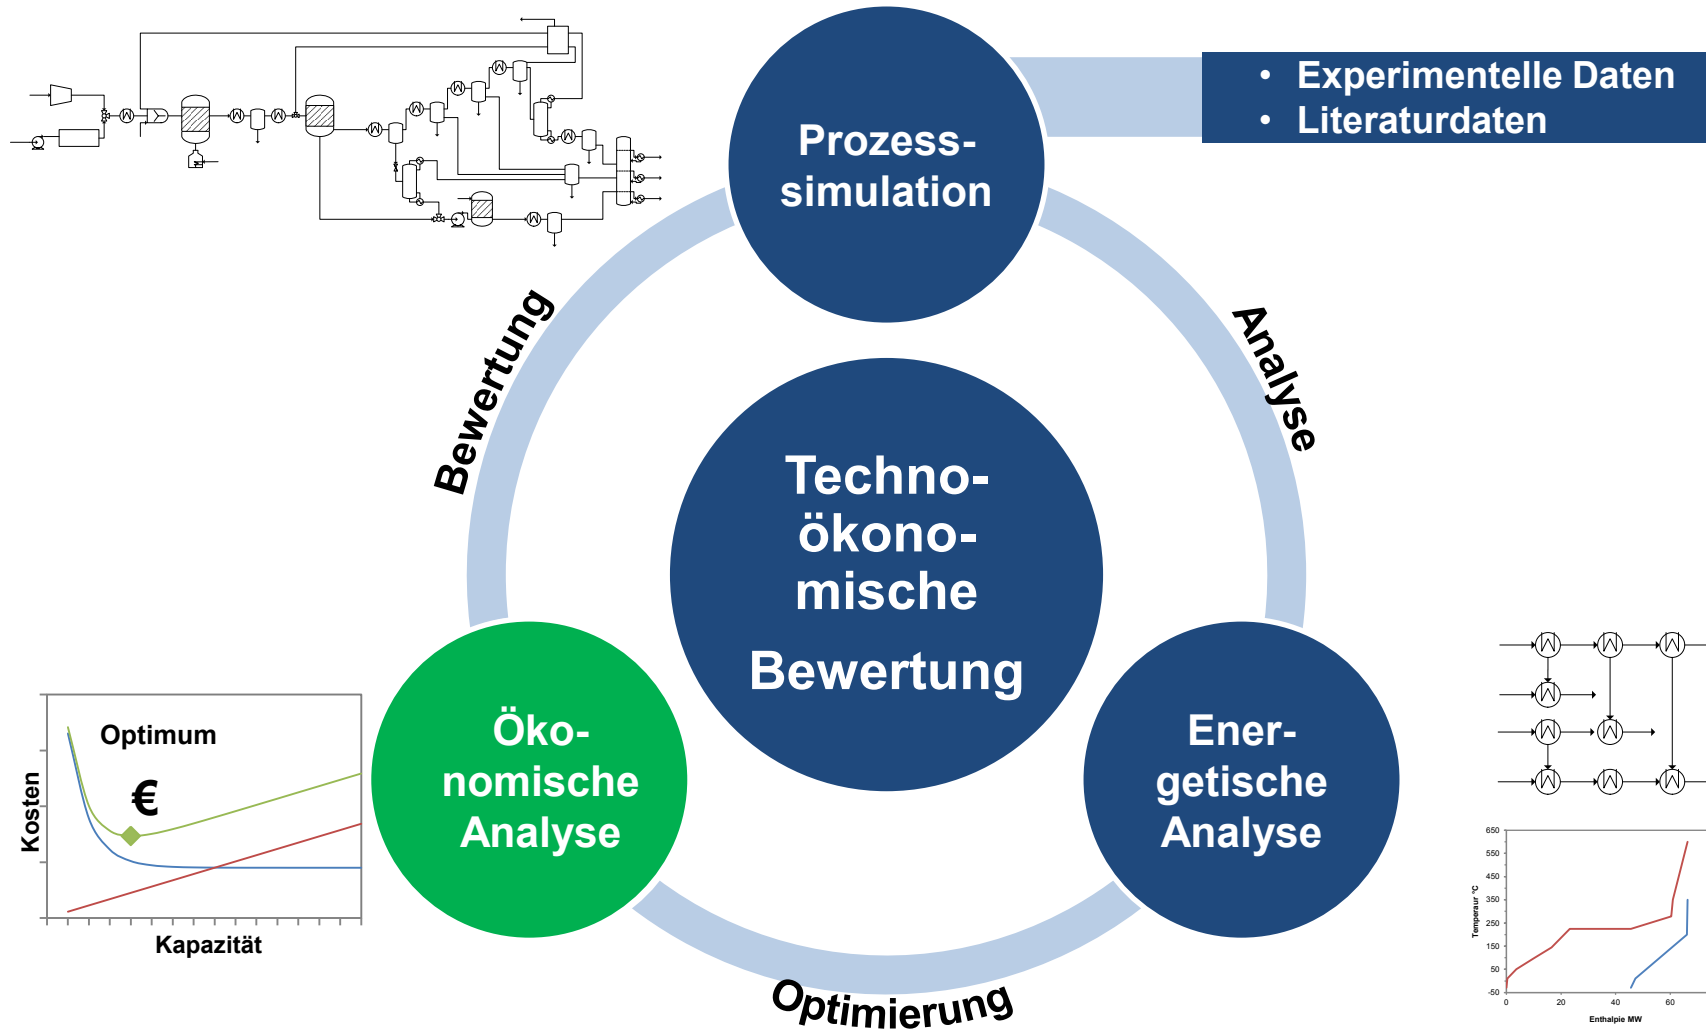 • Experimentelle Daten
• Literaturdaten
Prozess-
simulation
Bewertung
Analyse
Techno-
ökono-
mische
Bewertung
Öko-
nomische
Analyse
Ener-
getische
Analyse
Optimierung
Optimum
€
Kosten
Kapazität
650
550
450
350
250
150
50
-50
0
20
40
60
Temperaur °C
Enthalpie MW